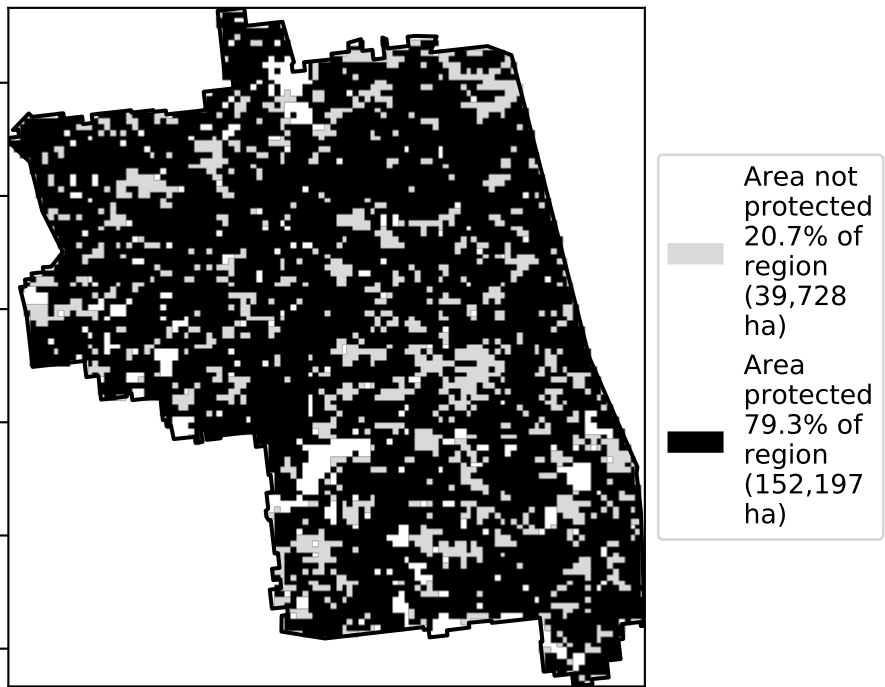 Area not
protected
20.7% of
region
(39,728
ha)
Area
protected
79.3% of
region
(152,197
ha)